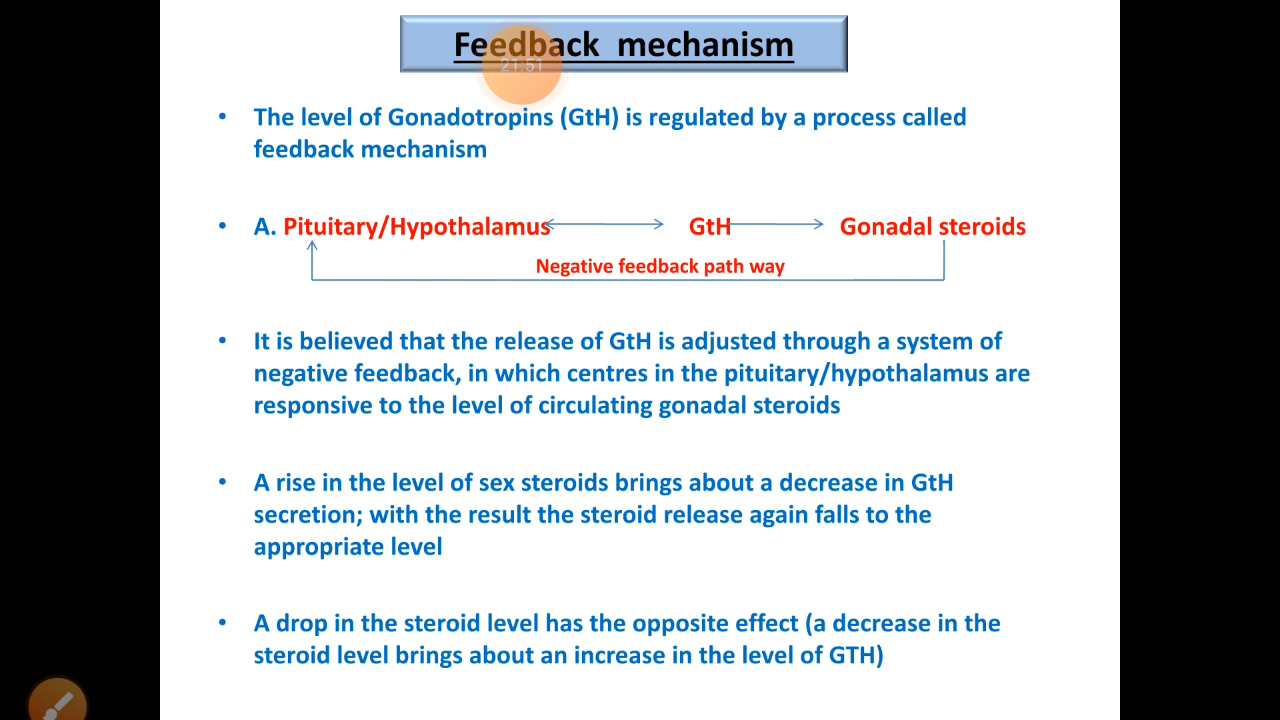 Feedback mechanism
21:51
• The level of Gonadotropins (GtH) is regulated by a process called
feedback mechanism
• A. Pituitary/Hypothalamus GtH Gonadal steroids
Negative feedback path way
• It is believed that the release of GtH is adjusted through a system of
negative feedback, in which centres in the pituitary/hypothalamus are
responsive to the level of circulating gonadal steroids
• A rise in the level of sex steroids brings about a decrease in GtH
secretion; with the result the steroid release again falls to the
appropriate level
• A drop in the steroid level has the opposite effect (a decrease in the
steroid level brings about an increase in the level of GTH)